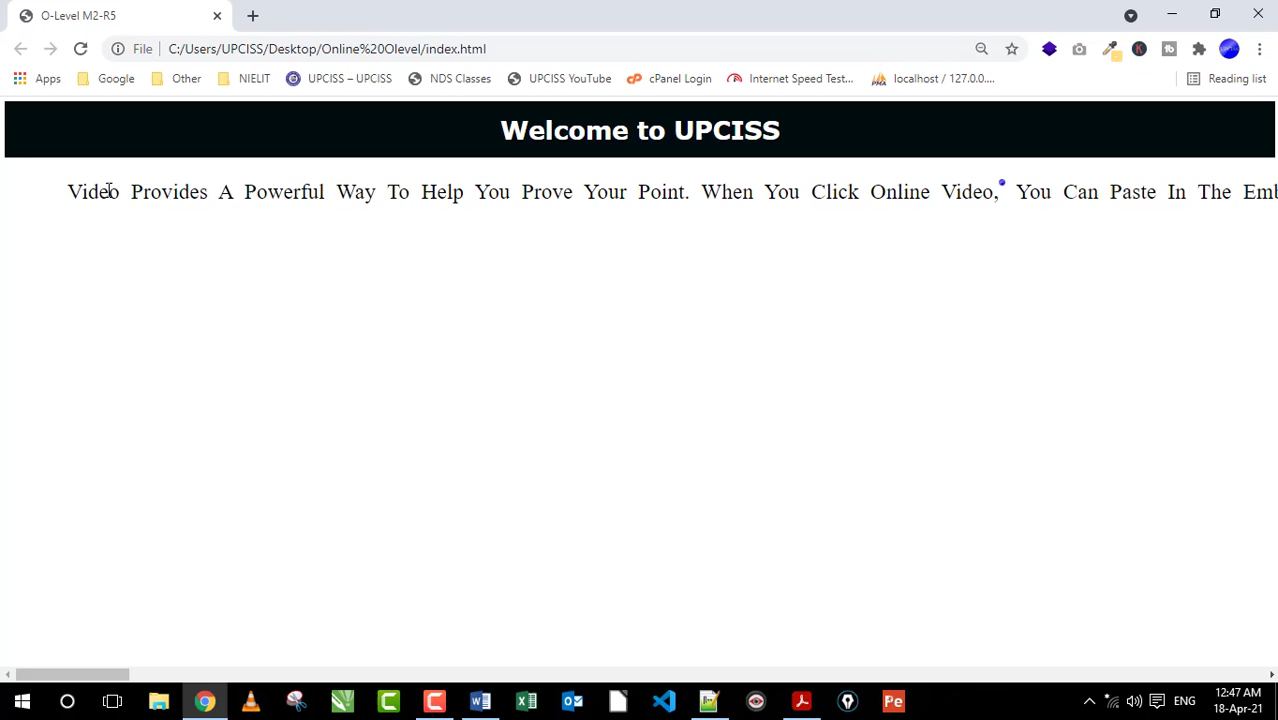 O-Level M2-R5
File C:/Users/UPCISS/Desktop/Online%20Olevel/index.html
Apps Google Other NIELIT UPCISS – UPCISS NDS Classes UPCISS YouTube cPanel Login Internet Speed Test... localhost / 127.0.0.... Reading list
Welcome to UPCISS
Video Provides A Powerful Way To Help You Prove Your Point. When You Click Online Video, You Can Paste In The Emb
ENG 12:47 AM
18-Apr-21